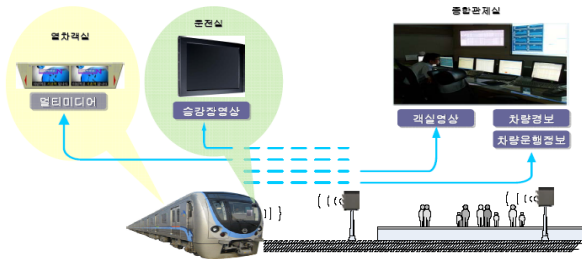 종합관제실
운전실
열차객실
멀티미디어
승강장영상
객실영상
차량경보
차량운행정보